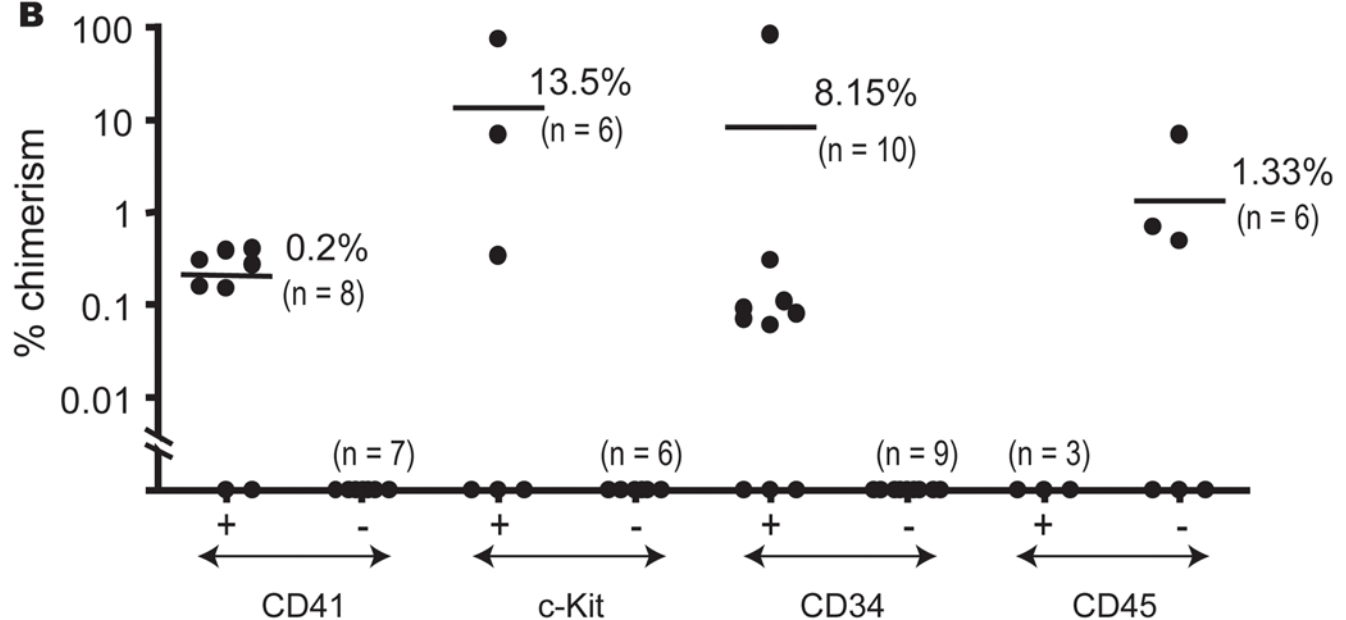 B
100
10
1
0.1
0.01
% chimerism
0.2%
(n = 8)
(n = 7)
13.5%
(n = 6)
(n = 6)
8.15%
(n = 10)
(n = 9)
(n = 3)
1.33%
(n = 6)
+ - + - + - + -
CD41 c-Kit CD34 CD45